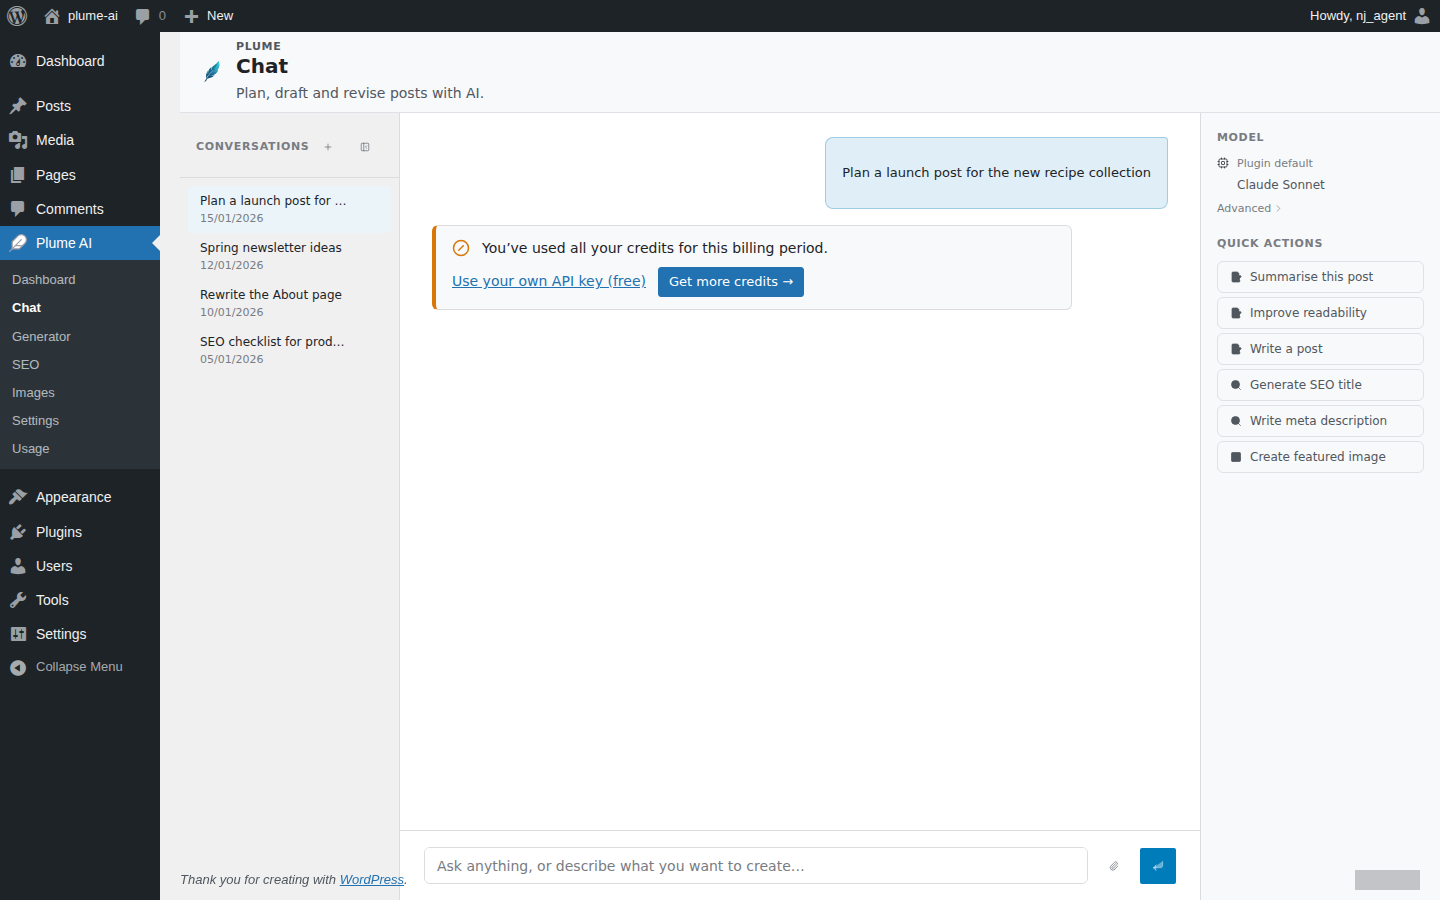 plume-ai
0
New
Howdy, nj_agent
Dashboard
Posts
Media
Pages
Comments
Plume AI
Dashboard
Chat
Generator
SEO
Images
Settings
Usage
Appearance
Plugins
Users
Tools
Settings
Collapse Menu
PLUME
Chat
Plan, draft and revise posts with AI.
CONVERSATIONS
Plan a launch post for ...
15/01/2026
Spring newsletter ideas
12/01/2026
Rewrite the About page
10/01/2026
SEO checklist for prod...
05/01/2026
Thank you for creating with WordPress.
Plan a launch post for the new recipe collection
You’ve used all your credits for this billing period.
Use your own API key (free)
Get more credits →
Ask anything, or describe what you want to create…
MODEL
Plugin default
Claude Sonnet
Advanced
QUICK ACTIONS
Summarise this post
Improve readability
Write a post
Generate SEO title
Write meta description
Create featured image